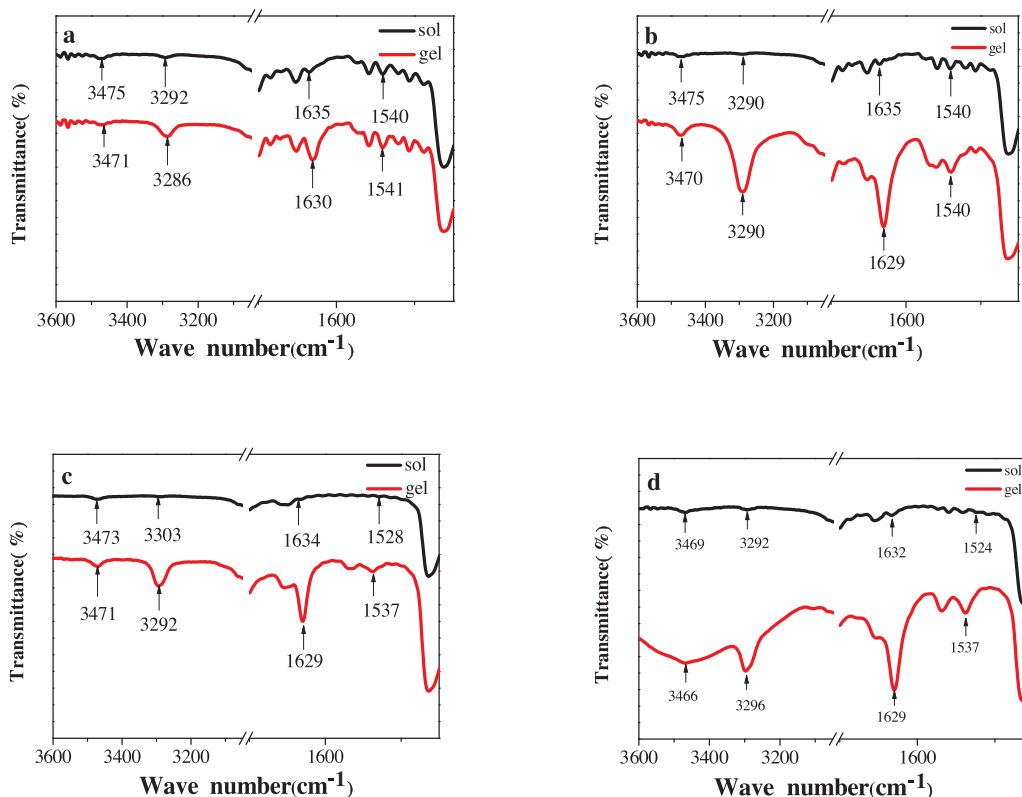 a
sol
gel
3475
3292
1635
1540
3471
3286
1630
1541
Transmittance( %)
3600
3400
3200
1600
Wave number(cm-1)
b
sol
gel
3475
3290
1635
1540
3470
3290
1629
1540
Transmittance( %)
3600
3400
3200
1600
Wave number(cm-1)
c
sol
gel
3473
3303
1634
1528
3471
3292
1629
1537
Transmittance( %)
3600
3400
3200
1600
Wave number(cm-1)
d
sol
gel
3469
3292
1632
1524
3466
3296
1629
1537
Transmittance( %)
3600
3400
3200
1600
Wave number(cm-1)